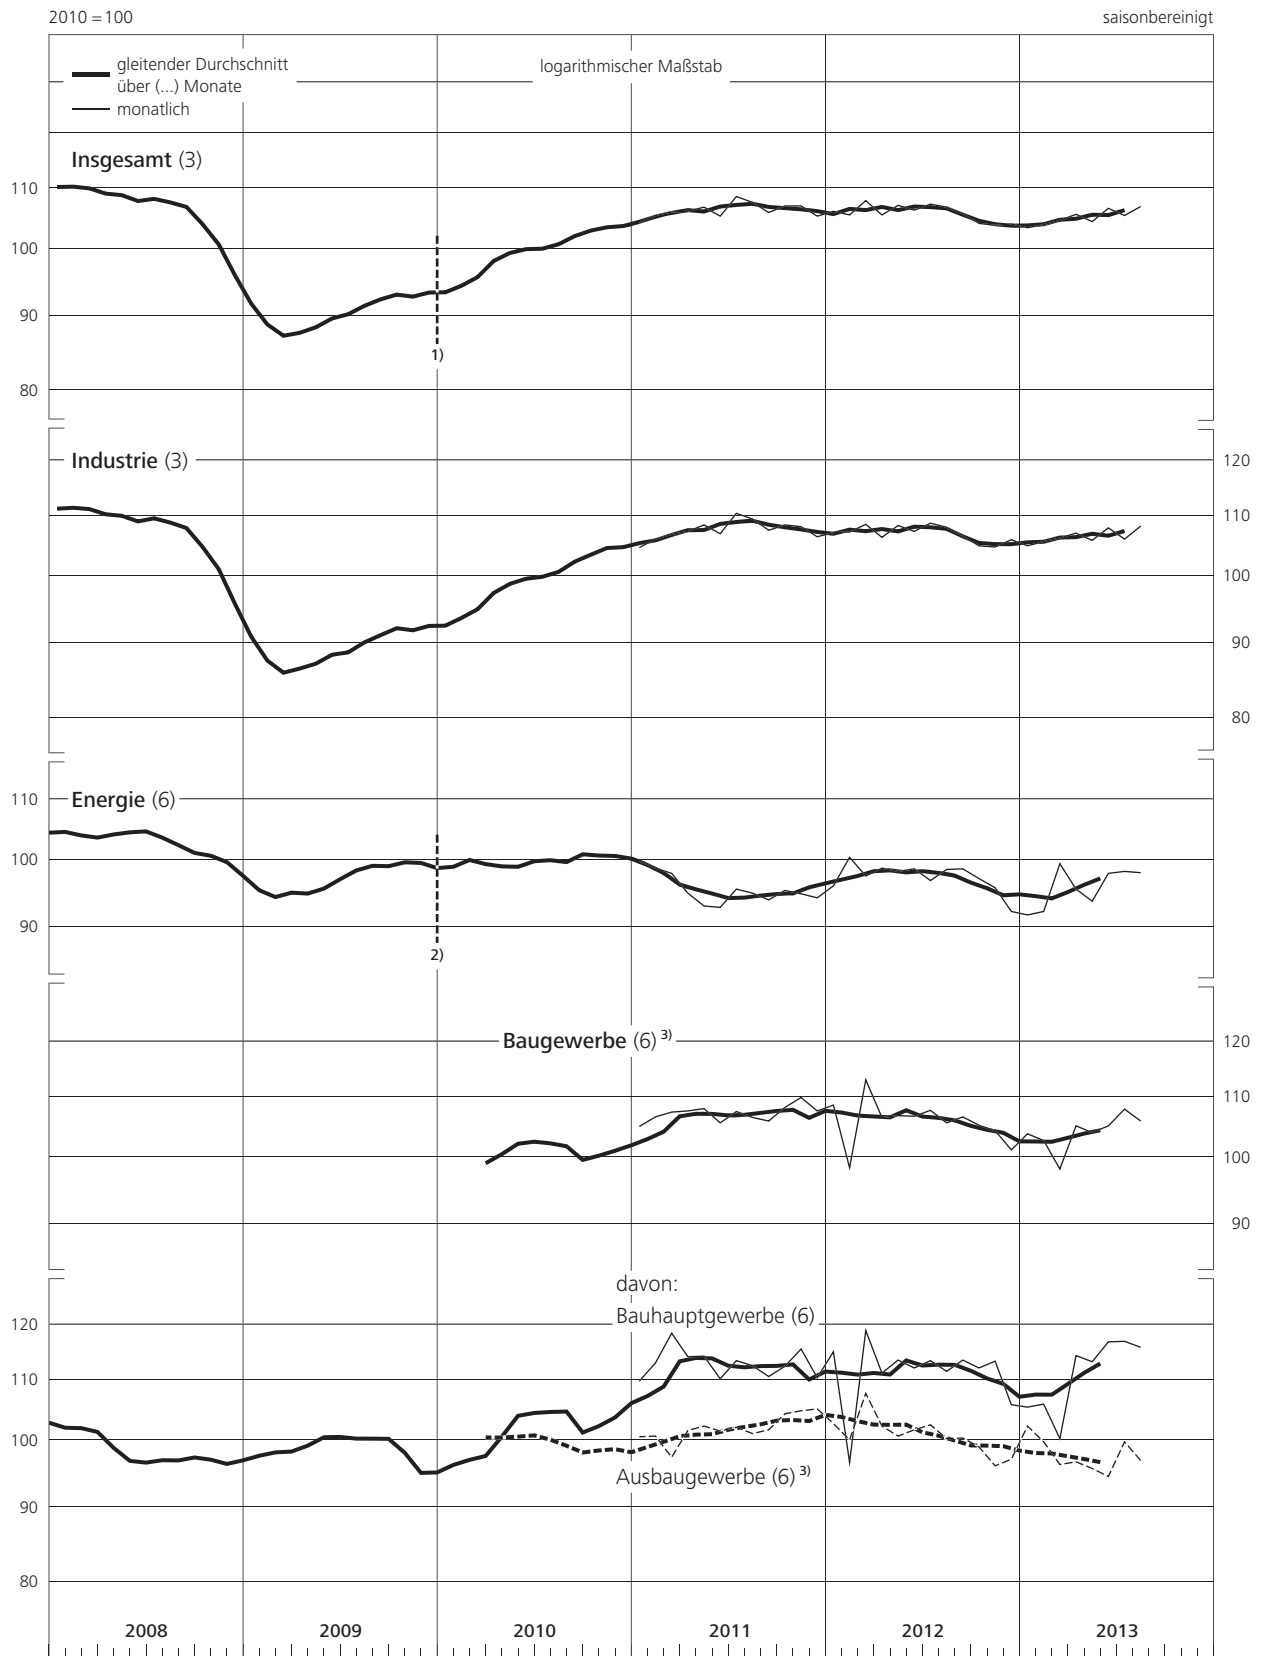 2010 = 100
saisonbereinigt
gleitender Durchschnitt
über (...) Monate
monatlich
logarithmischer Maßstab
Insgesamt (3)
110
100
90
80
1)
Industrie (3)
120
110
100
90
80
Energie (6)
110
100
90
2)
Baugewerbe (6) 3)
120
110
100
90
davon:
Bauhauptgewerbe (6)
Ausbaugewerbe (6) 3)
120
110
100
90
80
2008 2009 2010 2011 2012 2013